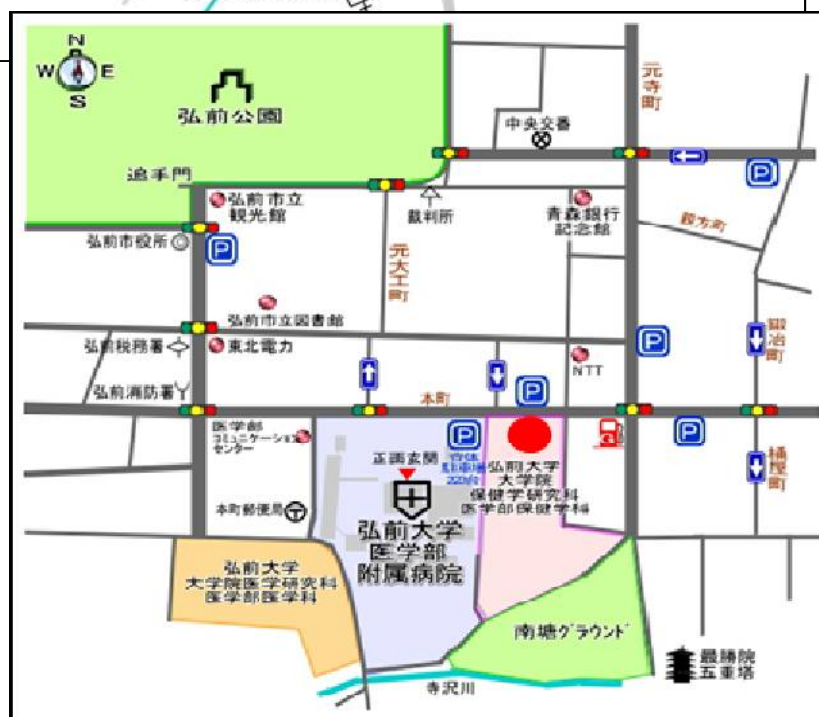 N
W E
S
弘前公園
追手門
元寺町
中央交番
弘前市立
観光館
裁判所
青森銀行
記念館
親方町
弘前市役所
元大工町
弘前市立図書館
弘前税務署
東北電力
NTT
鍛冶町
弘前消防署
本町
医学部
コミュニケーション
センター
正面玄関
弘前大学
大学院
保健学研究科
医学部保健学科
桶屋町
本町郵便局
弘前大学
医学部
附属病院
弘前大学
大学院医学研究科
医学部医学科
南塘グラウンド
最勝院
五重塔
寺沢川
P
P
P
P
P
P